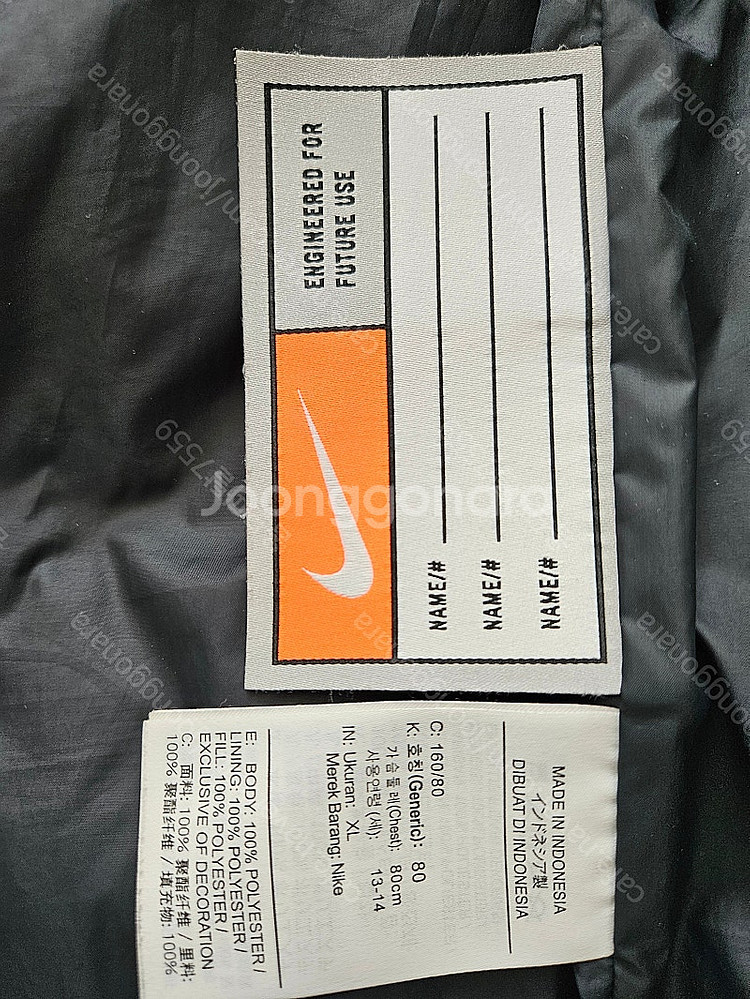 ENGINEERED FOR
FUTURE USE
NAME/#
NAME/#
NAME/#
Joonggonara
MADE IN INDONESIA
インドネシア製
DIBUAT DI INDONESIA
C: 160/80
K: 호칭(Generic): 80
가슴둘레(Chest): 80cm
사용연령(세): 13-14
IN: Ukuran: XL
Merek Barang: Nike
E: BODY: 100% POLYESTER/
LINING: 100% POLYESTER/
FILL: 100% POLYESTER/
EXCLUSIVE OF DECORATION
C: 面料: 100% 聚酯纤维 / 里料:
100% 聚酯纤维 / 填充物: 100%